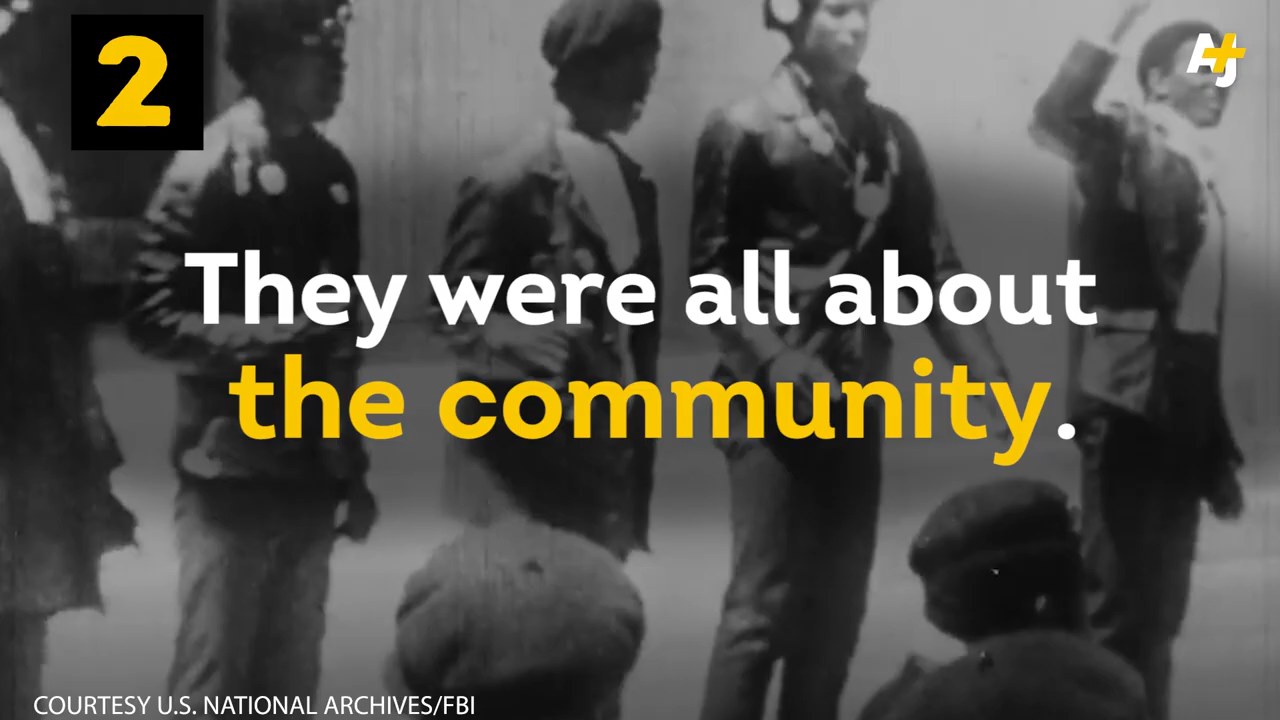 2
AJ+
They were all about
the community.
COURTESY U.S. NATIONAL ARCHIVES/FBI